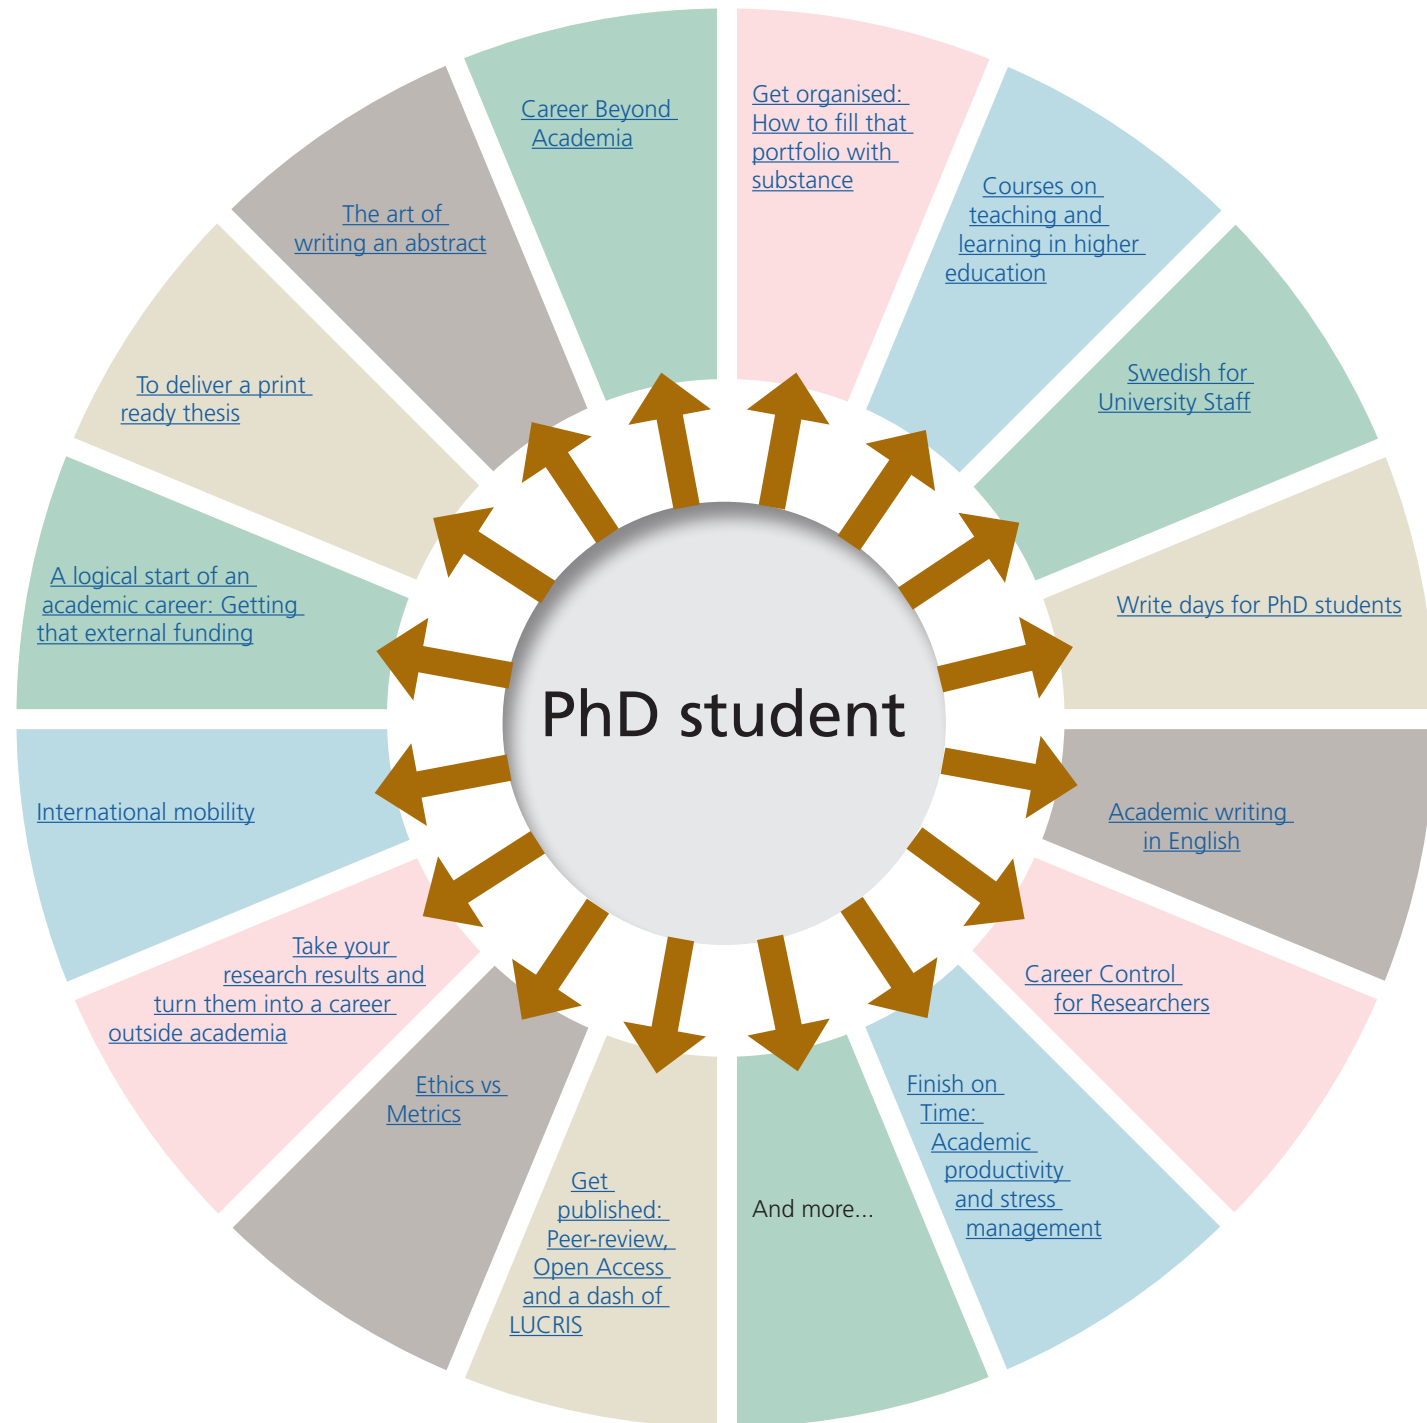 Get organised:
How to fill that
portfolio with
substance
Courses on
teaching and
learning in higher
education
Swedish for
University Staff
Write days for PhD students
Academic writing
in English
Career Control
for Researchers
Finish on
Time:
Academic
productivity
and stress
management
And more...
Get
published:
Peer-review,
Open Access
and a dash of
LUCRIS
Ethics vs
Metrics
Take your
research results and
turn them into a career
outside academia
International mobility
A logical start of an
academic career: Getting
that external funding
To deliver a print
ready thesis
The art of
writing an abstract
Career Beyond
Academia
PhD student